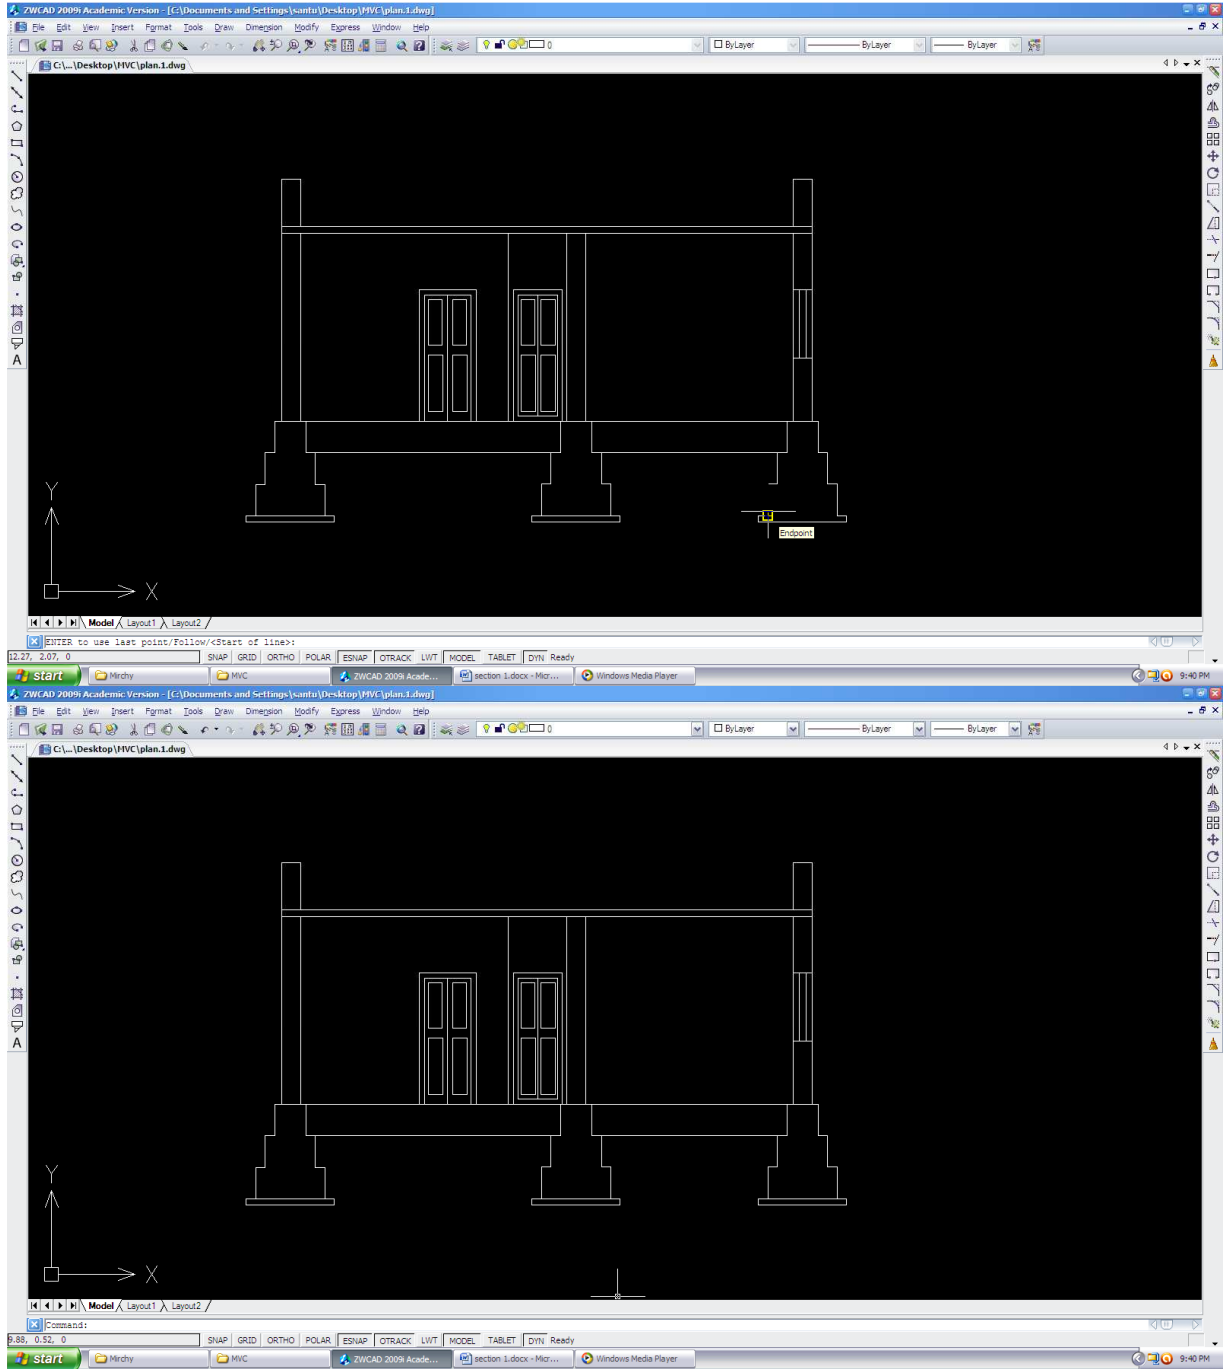 ZWCAD 2009i Academic Version - [C:\Documents and Settings\santu\Desktop\MVC\plan.1.dwg]
File Edit View Insert Format Tools Draw Dimension Modify Express Window Help
0 ByLayer ByLayer ByLayer
C:\...\Desktop\MVC\plan.1.dwg
A
Endpoint
Y
X
Model Layout1 Layout2
ENTER to use last point/Follow/<Start of line>:
12.27, 2.07, 0 SNAP GRID ORTHO POLAR ESNAP OTRACK LWT MODEL TABLET DYN Ready
start Mirchy MVC ZWCAD 2009i Acade... section 1.docx - Micr... Windows Media Player 9:40 PM
ZWCAD 2009i Academic Version - [C:\Documents and Settings\santu\Desktop\MVC\plan.1.dwg]
File Edit View Insert Format Tools Draw Dimension Modify Express Window Help
0 ByLayer ByLayer ByLayer
C:\...\Desktop\MVC\plan.1.dwg
A
Y
X
Model Layout1 Layout2
Command:
9.88, 0.52, 0 SNAP GRID ORTHO POLAR ESNAP OTRACK LWT MODEL TABLET DYN Ready
start Mirchy MVC ZWCAD 2009i Acade... section 1.docx - Micr... Windows Media Player 9:40 PM